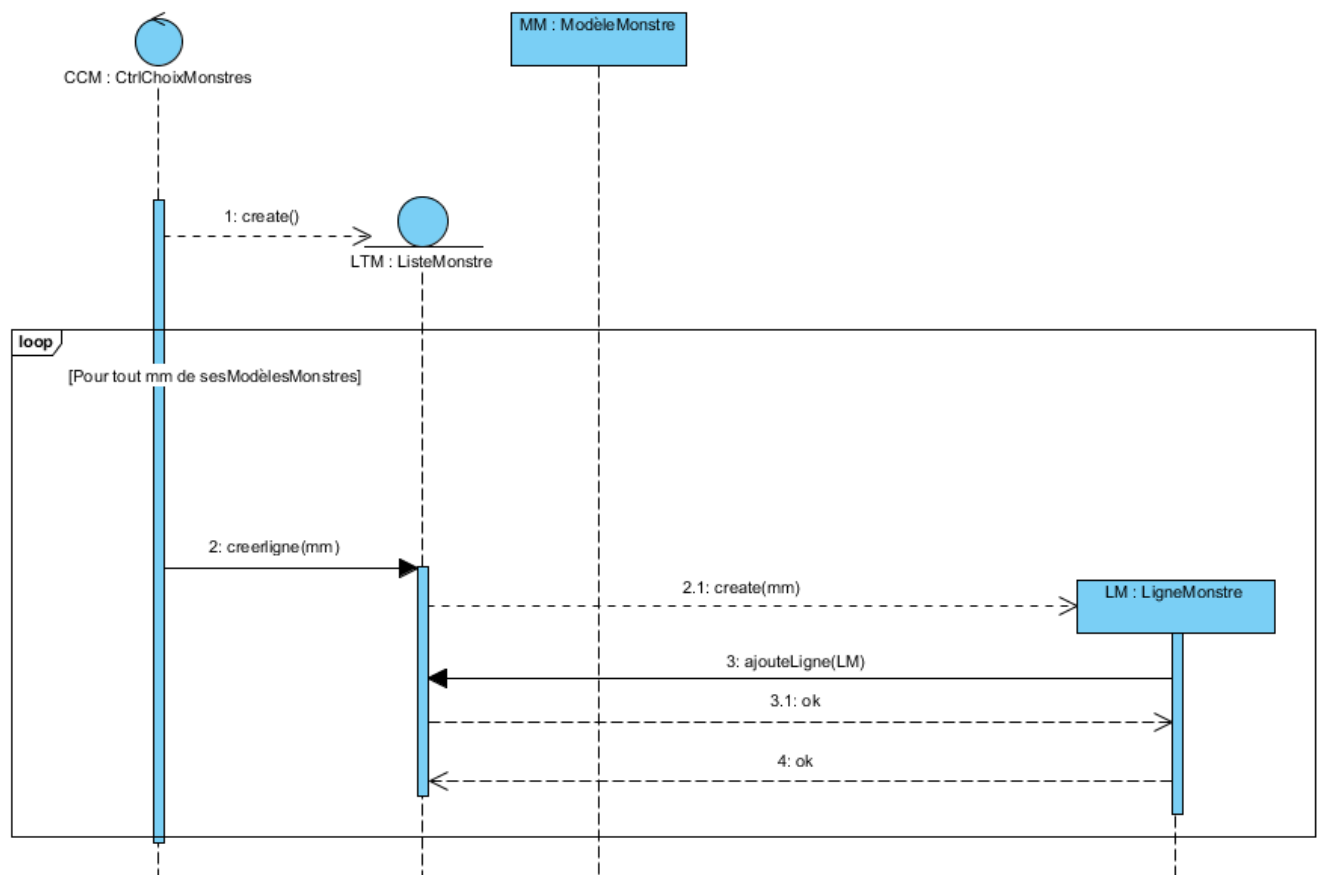 MM : ModèleMonstre
CCM : CtrlChoixMonstres
1: create()
LTM : ListeMonstre
loop
[Pour tout mm de sesModèlesMonstres]
2: creerligne(mm)
2.1: create(mm)
LM : LigneMonstre
3: ajouteLigne(LM)
3.1: ok
4: ok